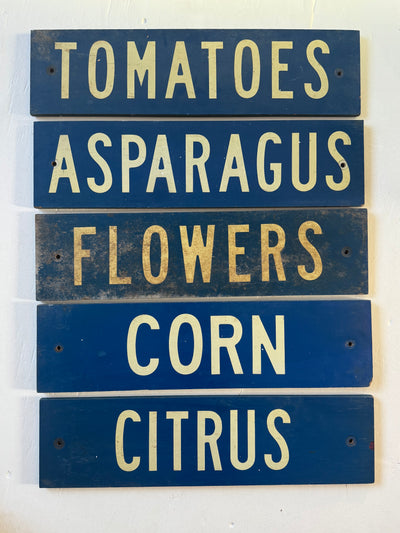 TOMATOES
ASPARAGUS
FLOWERS
CORN
CITRUS